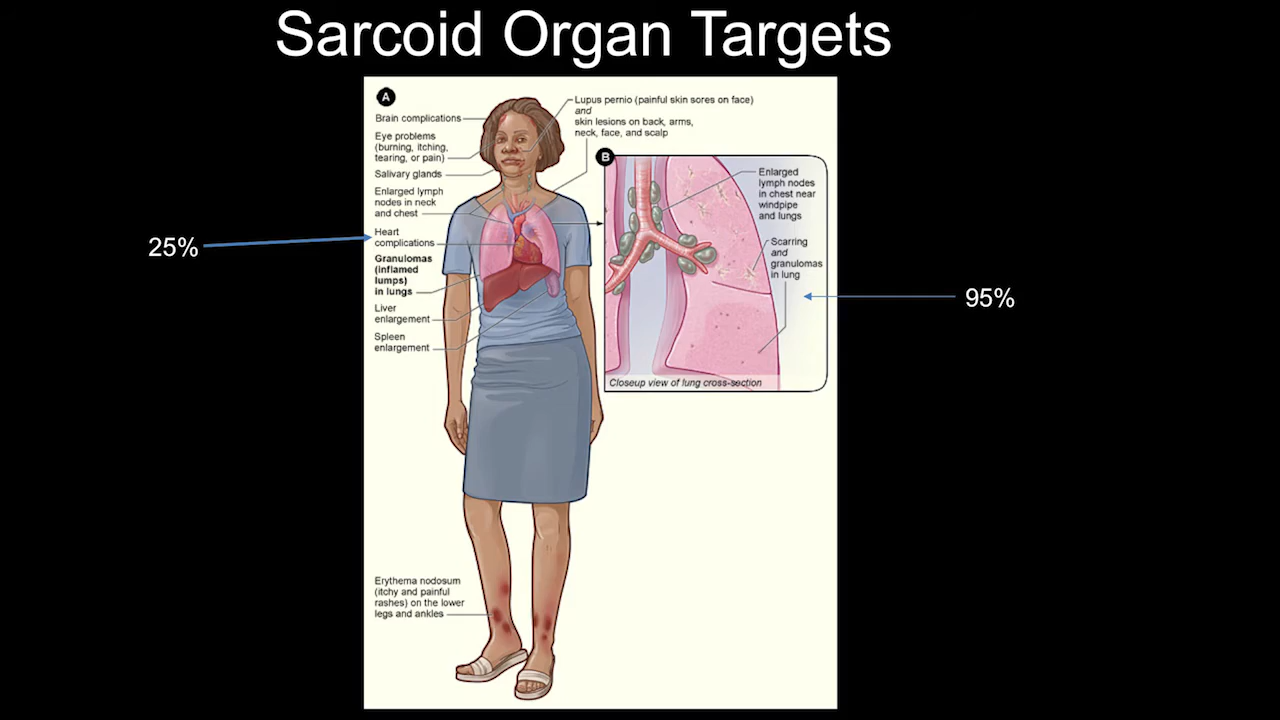 Sarcoid Organ Targets
A
Brain complications
Eye problems
(burning, itching,
tearing, or pain)
Salivary glands
Enlarged lymph
nodes in neck
and chest
Heart
complications
Granulomas
(inflamed
lumps)
in lungs
Liver
enlargement
Spleen
enlargement
Erythema nodosum
(itchy and painful
rashes) on the lower
legs and ankles
Lupus pernio (painful skin sores on face)
and
skin lesions on back, arms,
neck, face, and scalp
B
Enlarged
lymph nodes
in chest near
windpipe
and lungs
Scarring
and
granulomas
in lung
Closeup view of lung cross-section
25%
95%